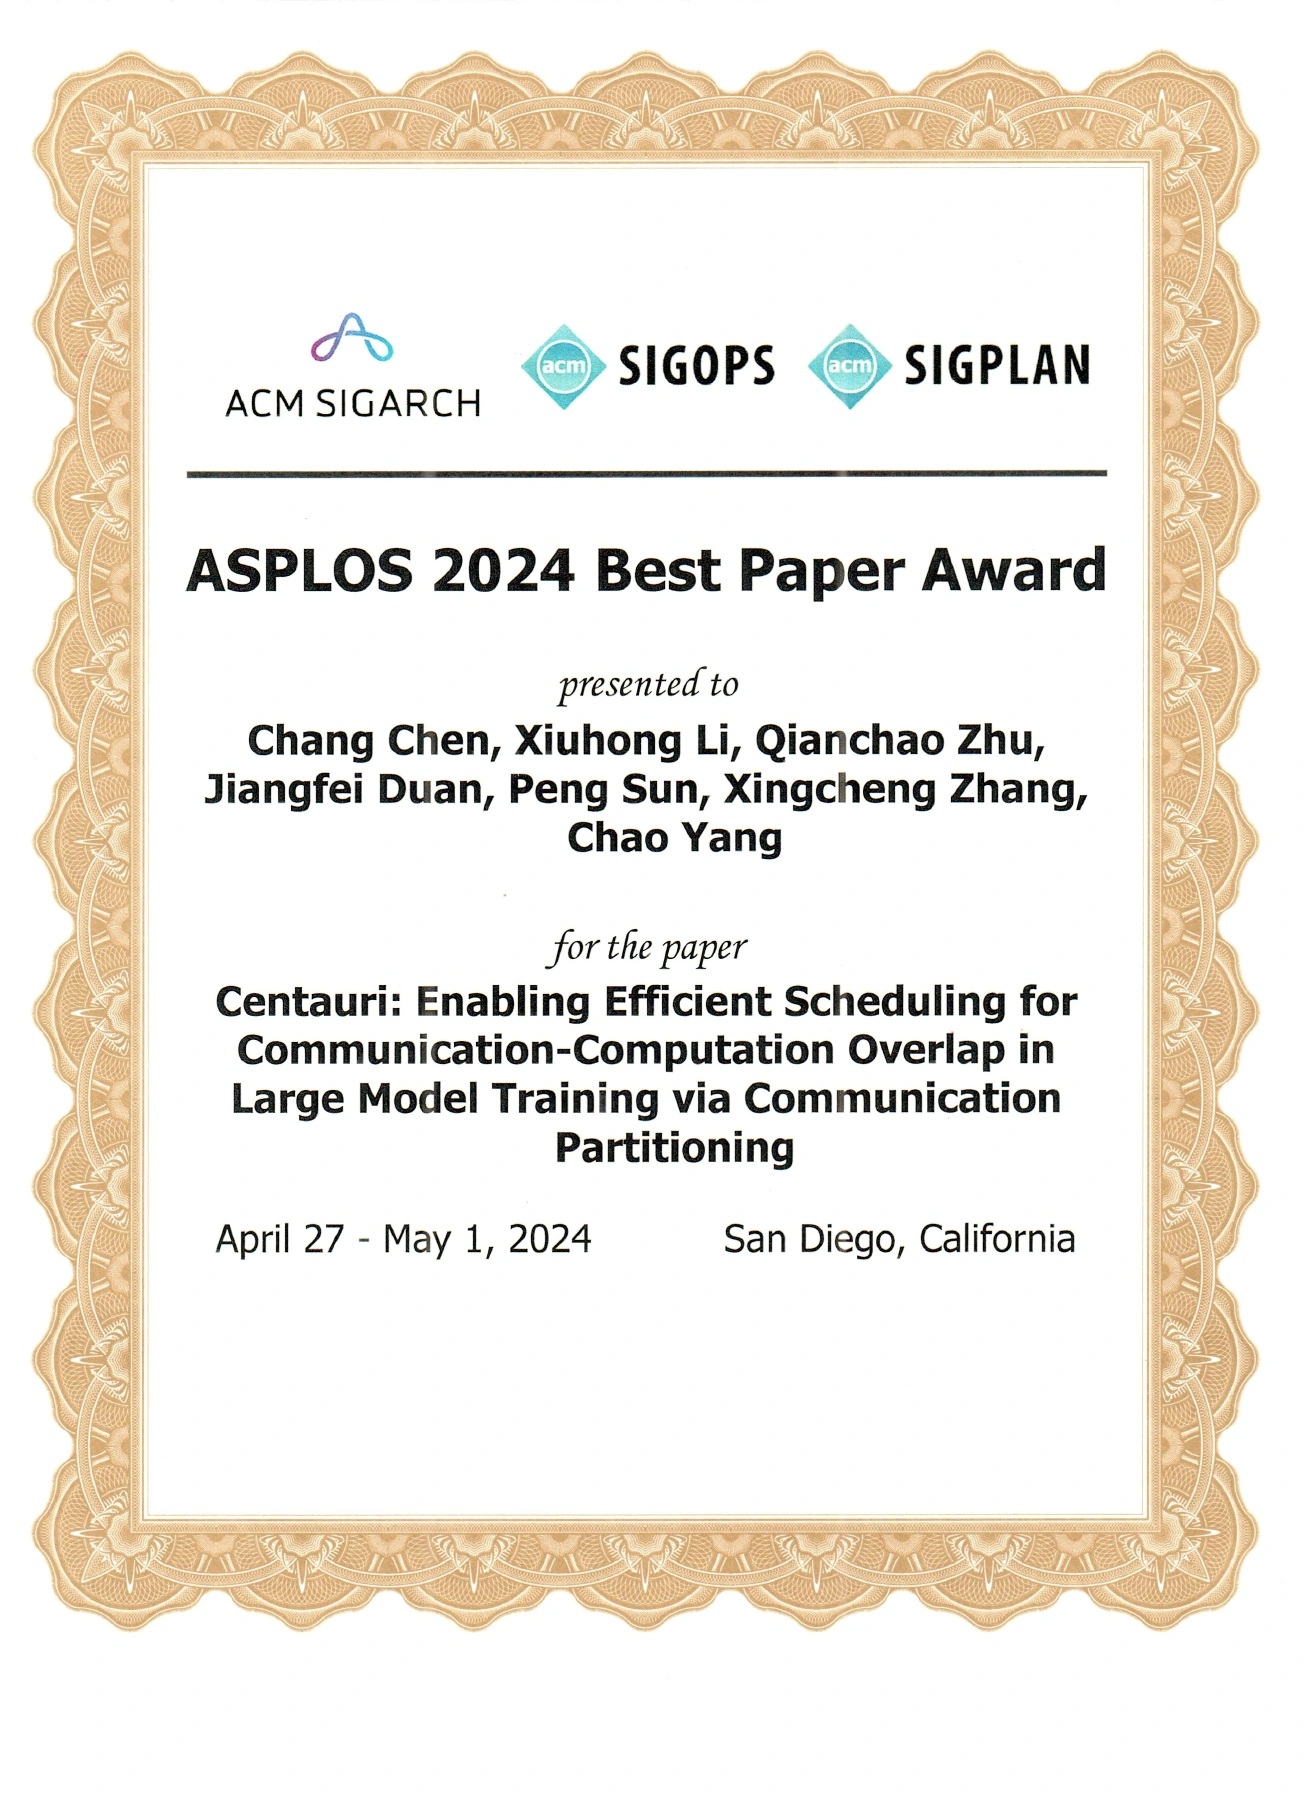 ACM SIGARCH
acm SIGOPS
acm SIGPLAN
ASPLOS 2024 Best Paper Award
presented to
Chang Chen, Xiuhong Li, Qianchao Zhu,
Jiangfei Duan, Peng Sun, Xingcheng Zhang,
Chao Yang
for the paper
Centauri: Enabling Efficient Scheduling for
Communication-Computation Overlap in
Large Model Training via Communication
Partitioning
April 27 - May 1, 2024 San Diego, California